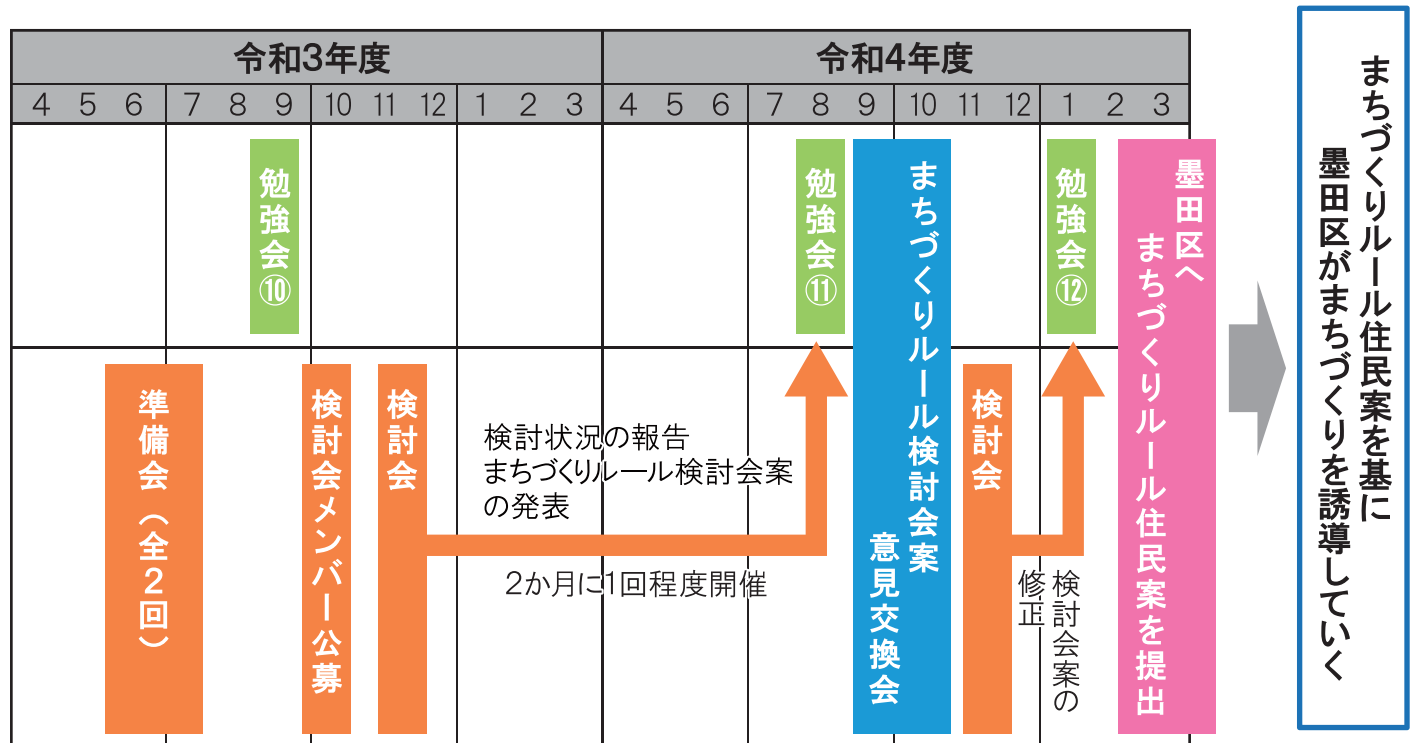 令和3年度
令和4年度
4 5 6 7 8 9 10 11 12 1 2 3 4 5 6 7 8 9 10 11 12 1 2 3
勉強会⑩
勉強会⑪
まちづくりルール検討会案
意見交換会
勉強会⑫
墨田区へ
まちづくりルール住民案を提出
準備会（全2回）
検討会メンバー公募
検討会
検討状況の報告
まちづくりルール検討会案
の発表
2か月に1回程度開催
検討会
検討会案の
修正
まちづくりルール住民案を基に
墨田区がまちづくりを誘導していく